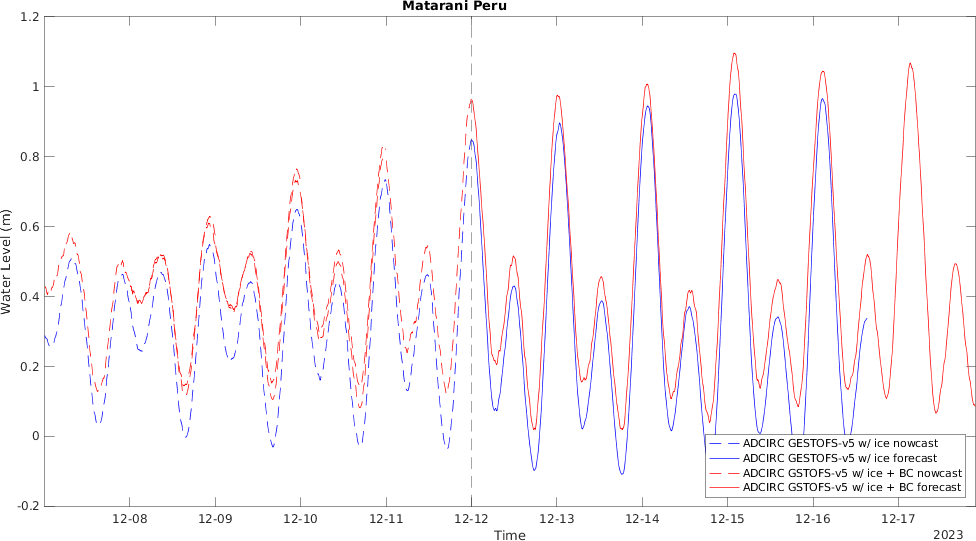 Matarani Peru
1.2
1
0.8
0.6
0.4
0.2
0
-0.2
Water Level (m)
ADCIRC GESTOFS-v5 w/ ice nowcast
ADCIRC GESTOFS-v5 w/ ice forecast
ADCIRC GSTOFS-v5 w/ ice + BC nowcast
ADCIRC GSTOFS-v5 w/ ice + BC forecast
12-08 12-09 12-10 12-11 12-12 12-13 12-14 12-15 12-16 12-17
Time
2023